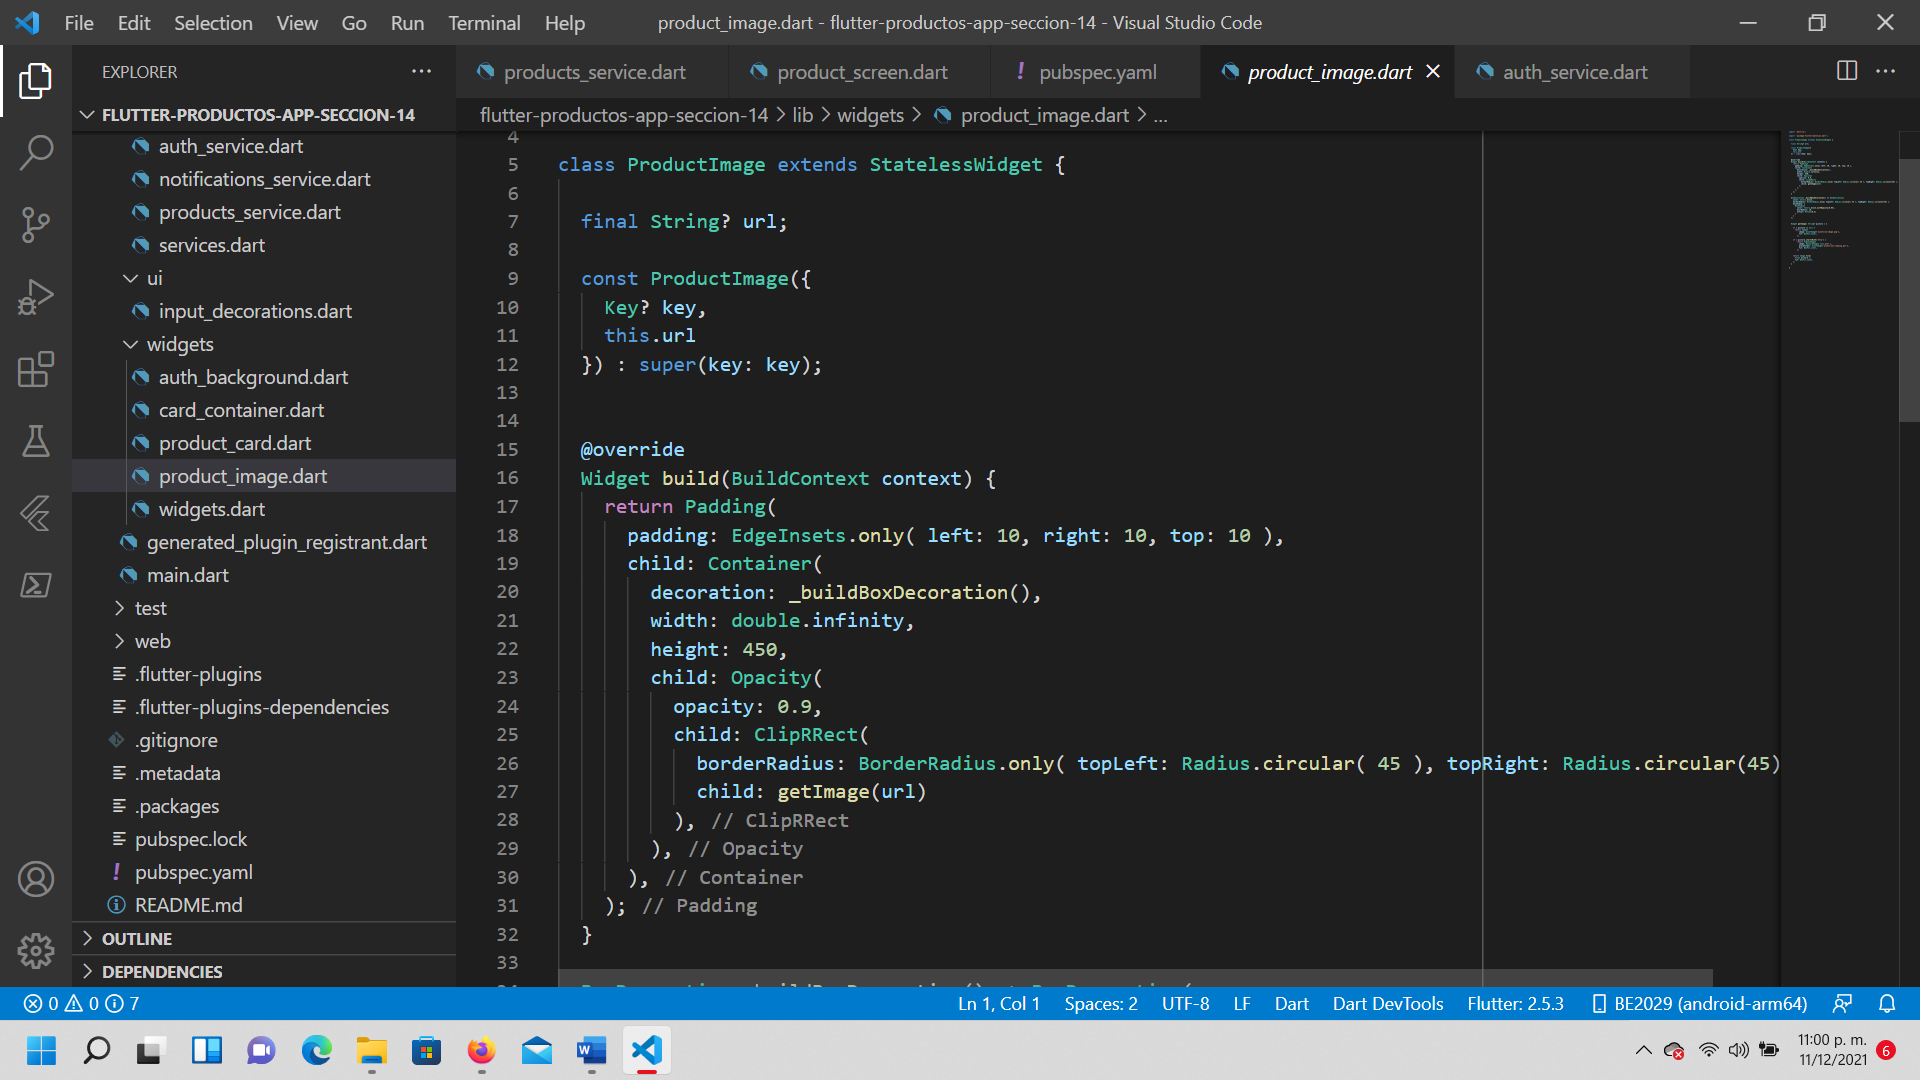 File Edit Selection View Go Run Terminal Help
product_image.dart - flutter-productos-app-seccion-14 - Visual Studio Code
EXPLORER
FLUTTER-PRODUCTOS-APP-SECCION-14
auth_service.dart
notifications_service.dart
products_service.dart
services.dart
ui
input_decorations.dart
widgets
auth_background.dart
card_container.dart
product_card.dart
product_image.dart
widgets.dart
generated_plugin_registrant.dart
main.dart
test
web
.flutter-plugins
.flutter-plugins-dependencies
.gitignore
.metadata
.packages
pubspec.lock
! pubspec.yaml
README.md
OUTLINE
DEPENDENCIES
products_service.dart product_screen.dart ! pubspec.yaml product_image.dart auth_service.dart
flutter-productos-app-seccion-14 > lib > widgets > product_image.dart > ...
4
5 class ProductImage extends StatelessWidget {
6
7 final String? url;
8
9 const ProductImage({
10 Key? key,
11 this.url
12 }) : super(key: key);
13
14
15 @override
16 Widget build(BuildContext context) {
17 return Padding(
18 padding: EdgeInsets.only( left: 10, right: 10, top: 10 ),
19 child: Container(
20 decoration: _buildBoxDecoration(),
21 width: double.infinity,
22 height: 450,
23 child: Opacity(
24 opacity: 0.9,
25 child: ClipRRect(
26 borderRadius: BorderRadius.only( topLeft: Radius.circular( 45 ), topRight: Radius.circular(45)
27 child: getImage(url)
28 ), // ClipRRect
29 ), // Opacity
30 ), // Container
31 ); // Padding
32 }
33
0 0 7
Ln 1, Col 1 Spaces: 2 UTF-8 LF Dart Dart DevTools Flutter: 2.5.3 BE2029 (android-arm64)
11:00 p. m.
11/12/2021
6